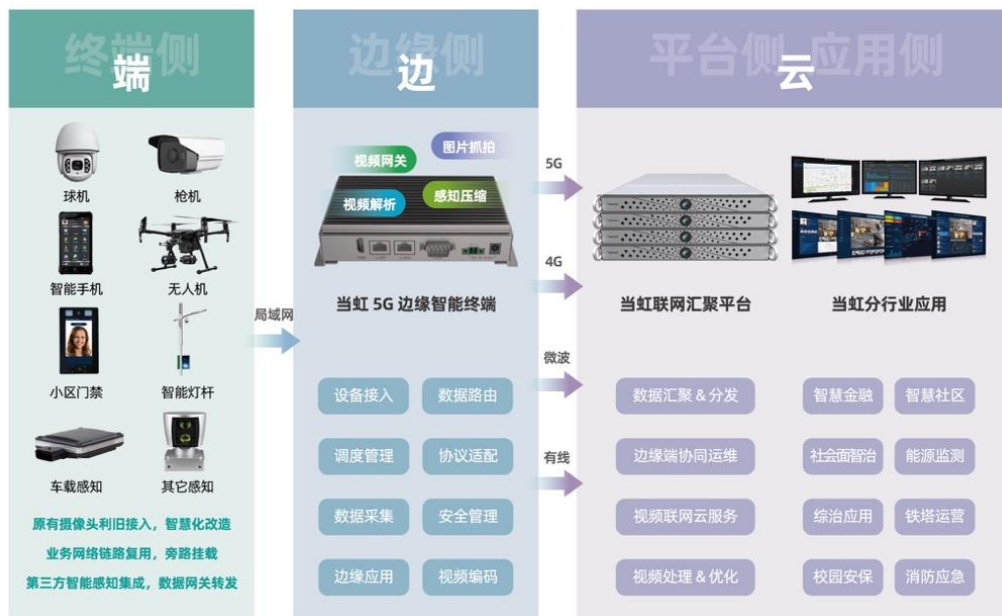 终端侧
端
球机
枪机
智能手机
无人机
小区门禁
智能灯杆
车载感知
其它感知
原有摄像头利旧接入，智慧化改造
业务网络链路复用，旁路挂载
第三方智能感知集成，数据网关转发
局域网
边缘侧
边
视频网关
图片抓拍
视频解析
感知压缩
当虹 5G 边缘智能终端
设备接入
数据路由
调度管理
协议适配
数据采集
安全管理
边缘应用
视频编码
5G
4G
微波
有线
平台侧 应用侧
云
当虹联网汇聚平台
当虹分行业应用
数据汇聚 & 分发
边缘端协同运维
视频联网云服务
视频处理 & 优化
智慧金融
智慧社区
社会面智治
能源监测
综治应用
铁塔运营
校园安保
消防应急